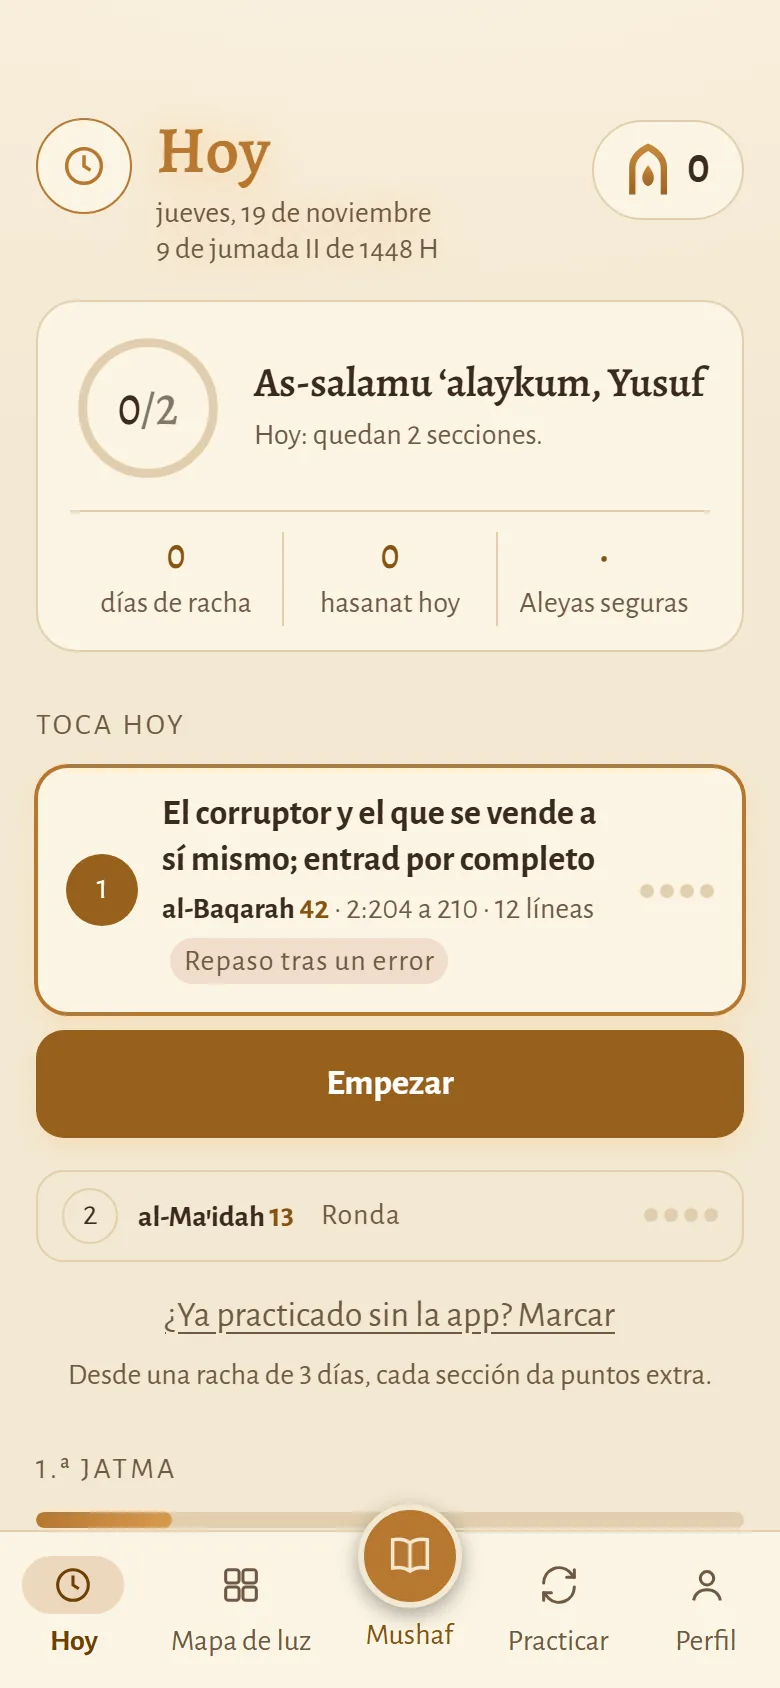 Hoy
0
jueves, 19 de noviembre
9 de jumada II de 1448 H
0/2
As-salamu ‘alaykum, Yusuf
Hoy: quedan 2 secciones.
0
días de racha
0
hasanat hoy
·
Aleyas seguras
TOCA HOY
1
El corruptor y el que se vende a
sí mismo; entrad por completo
al-Baqarah 42 · 2:204 a 210 · 12 líneas
Repaso tras un error
Empezar
2 al-Ma'idah 13 Ronda
¿Ya practicado sin la app? Marcar
Desde una racha de 3 días, cada sección da puntos extra.
1.ª JATMA
Hoy
Mapa de luz
Mushaf
Practicar
Perfil